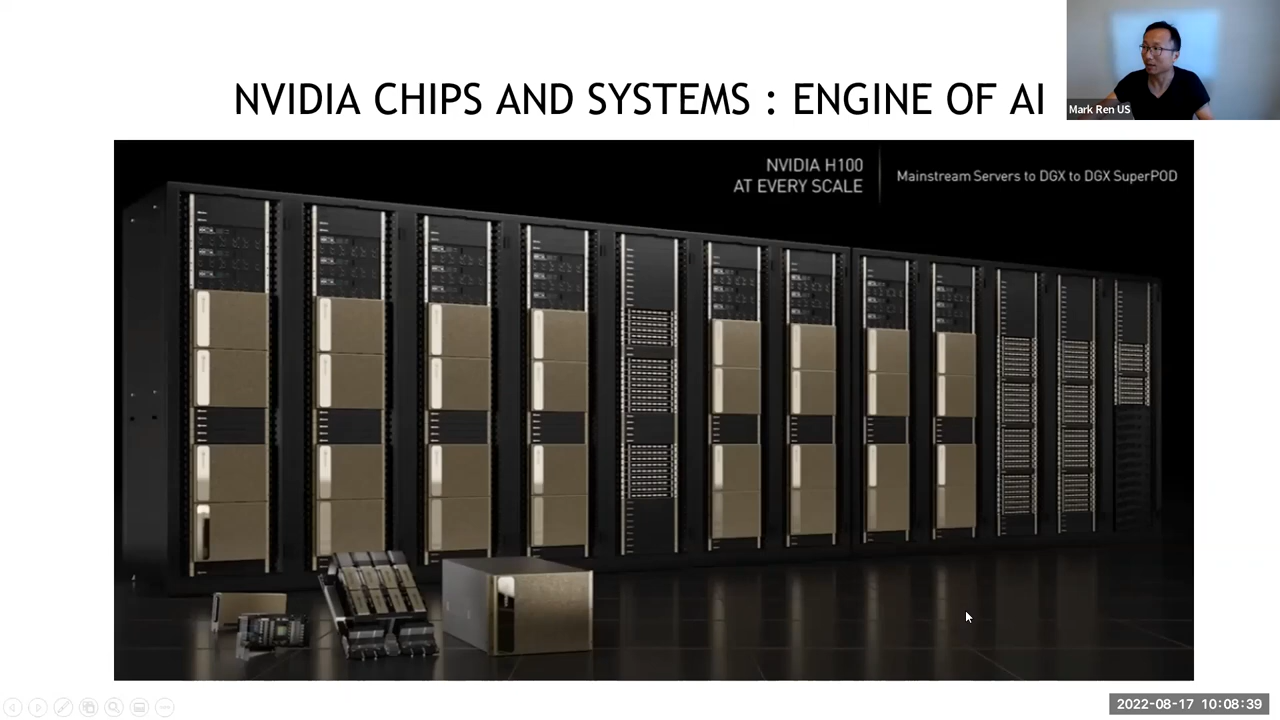 NVIDIA CHIPS AND SYSTEMS : ENGINE OF AI
Mark Ren US
NVIDIA H100
AT EVERY SCALE
Mainstream Servers to DGX to DGX SuperPOD
2022-08-17 10:08:39